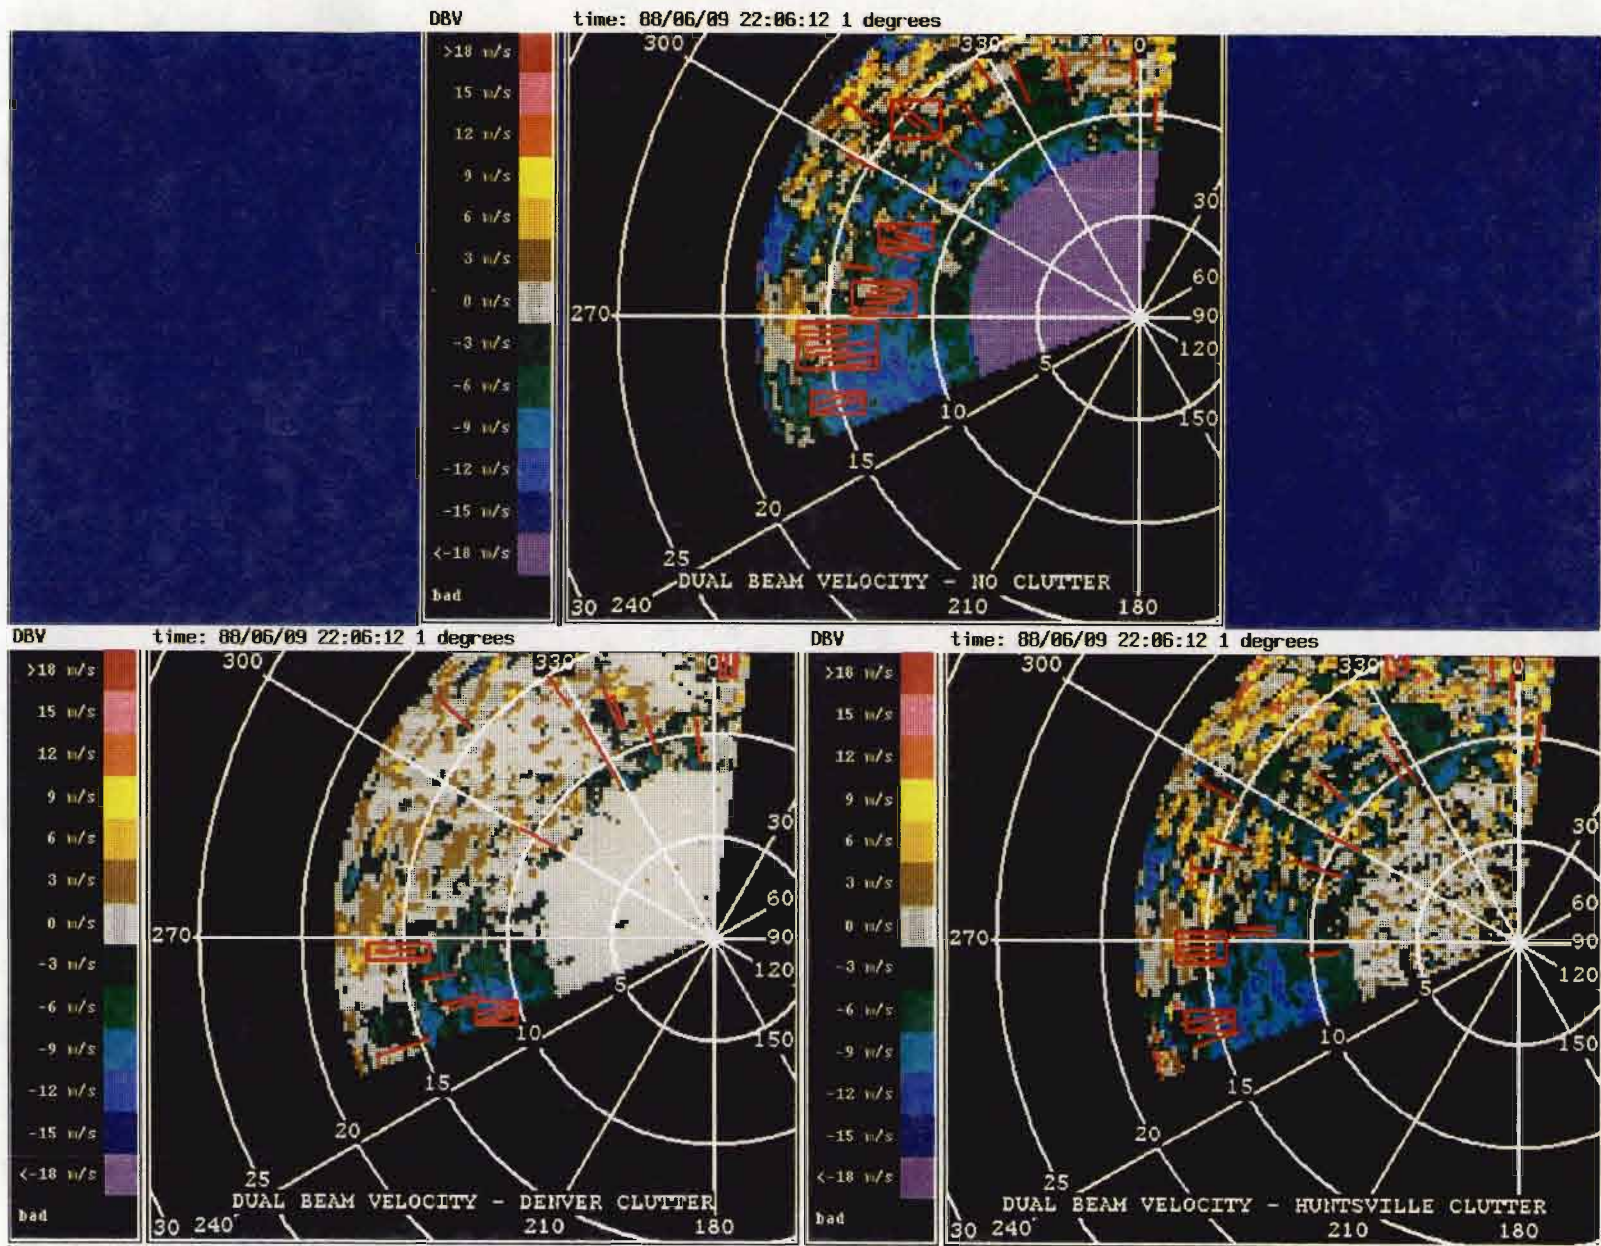 DBV time: 88/06/09 22:06:12 1 degrees
>18 m/s
15 m/s
12 m/s
9 m/s
6 m/s
3 m/s
0 m/s
-3 m/s
-6 m/s
-9 m/s
-12 m/s
-15 m/s
<-18 m/s
bad
300 330 0
30
60
270 90
120
5
150
10
15
20
25
DUAL BEAM VELOCITY - NO CLUTTER
30 240 210 180
DBV time: 88/06/09 22:06:12 1 degrees
>18 m/s
15 m/s
12 m/s
9 m/s
6 m/s
3 m/s
0 m/s
-3 m/s
-6 m/s
-9 m/s
-12 m/s
-15 m/s
<-18 m/s
bad
300 330 0
30
60
270 90
120
5
150
10
15
20
25
DUAL BEAM VELOCITY - DENVER CLUTTER
30 240 210 180
DBV time: 88/06/09 22:06:12 1 degrees
>18 m/s
15 m/s
12 m/s
9 m/s
6 m/s
3 m/s
0 m/s
-3 m/s
-6 m/s
-9 m/s
-12 m/s
-15 m/s
<-18 m/s
bad
300 330 0
30
60
270 90
120
5
150
10
15
20
25
DUAL BEAM VELOCITY - HUNTSVILLE CLUTTER
30 240 210 180